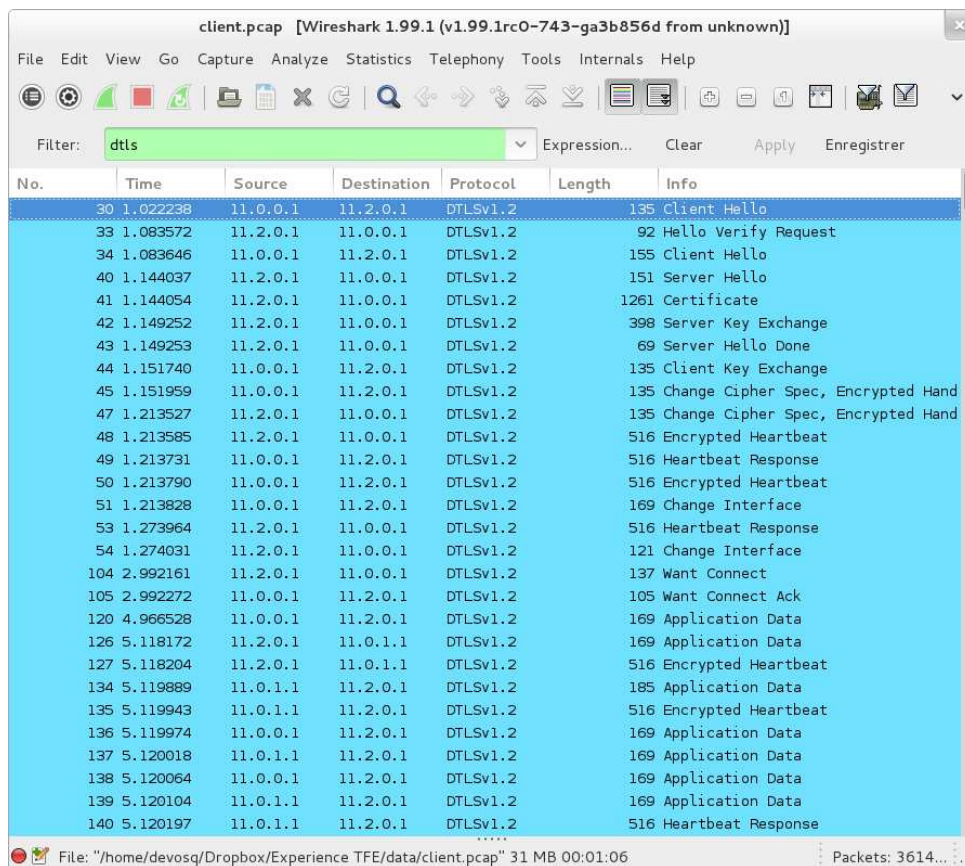 client.pcap [Wireshark 1.99.1 (v1.99.1rc0-743-ga3b856d from unknown)]
File Edit View Go Capture Analyze Statistics Telephony Tools Internals Help
Filter: dtls Expression... Clear Apply Enregistrer
No. Time Source Destination Protocol Length Info
30 1.022238 11.0.0.1 11.2.0.1 DTLSv1.2 135 Client Hello
33 1.083572 11.2.0.1 11.0.0.1 DTLSv1.2 92 Hello Verify Request
34 1.083646 11.0.0.1 11.2.0.1 DTLSv1.2 155 Client Hello
40 1.144037 11.2.0.1 11.0.0.1 DTLSv1.2 151 Server Hello
41 1.144054 11.2.0.1 11.0.0.1 DTLSv1.2 1261 Certificate
42 1.149252 11.2.0.1 11.0.0.1 DTLSv1.2 398 Server Key Exchange
43 1.149253 11.2.0.1 11.0.0.1 DTLSv1.2 69 Server Hello Done
44 1.151740 11.0.0.1 11.2.0.1 DTLSv1.2 135 Client Key Exchange
45 1.151959 11.0.0.1 11.2.0.1 DTLSv1.2 135 Change Cipher Spec, Encrypted Hand
47 1.213527 11.2.0.1 11.0.0.1 DTLSv1.2 135 Change Cipher Spec, Encrypted Hand
48 1.213585 11.2.0.1 11.0.0.1 DTLSv1.2 516 Encrypted Heartbeat
49 1.213731 11.0.0.1 11.2.0.1 DTLSv1.2 516 Heartbeat Response
50 1.213790 11.0.0.1 11.2.0.1 DTLSv1.2 516 Encrypted Heartbeat
51 1.213828 11.0.0.1 11.2.0.1 DTLSv1.2 169 Change Interface
53 1.273964 11.2.0.1 11.0.0.1 DTLSv1.2 516 Heartbeat Response
54 1.274031 11.2.0.1 11.0.0.1 DTLSv1.2 121 Change Interface
104 2.992161 11.2.0.1 11.0.0.1 DTLSv1.2 137 Want Connect
105 2.992272 11.0.0.1 11.2.0.1 DTLSv1.2 105 Want Connect Ack
120 4.966528 11.0.0.1 11.2.0.1 DTLSv1.2 169 Application Data
126 5.118172 11.2.0.1 11.0.1.1 DTLSv1.2 169 Application Data
127 5.118204 11.2.0.1 11.0.1.1 DTLSv1.2 516 Encrypted Heartbeat
134 5.119889 11.0.1.1 11.2.0.1 DTLSv1.2 185 Application Data
135 5.119943 11.0.1.1 11.2.0.1 DTLSv1.2 516 Encrypted Heartbeat
136 5.119974 11.0.0.1 11.2.0.1 DTLSv1.2 169 Application Data
137 5.120018 11.0.1.1 11.2.0.1 DTLSv1.2 169 Application Data
138 5.120064 11.0.0.1 11.2.0.1 DTLSv1.2 169 Application Data
139 5.120104 11.0.1.1 11.2.0.1 DTLSv1.2 169 Application Data
140 5.120197 11.0.1.1 11.2.0.1 DTLSv1.2 516 Heartbeat Response
File: "/home/devosq/Dropbox/Experience TFE/data/client.pcap" 31 MB 00:01:06 Packets: 3614...